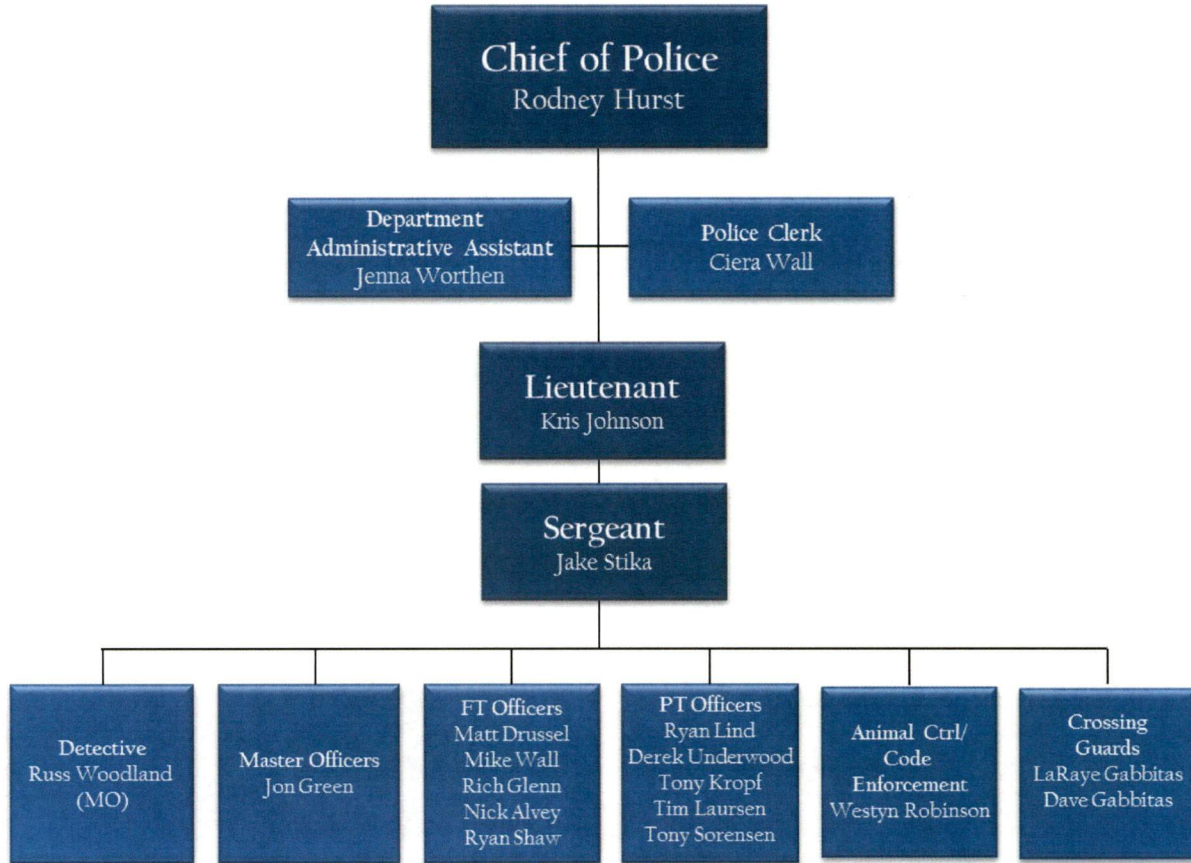 Chief of Police
Rodney Hurst
Department
Administrative Assistant
Jenna Worthen
Police Clerk
Ciera Wall
Lieutenant
Kris Johnson
Sergeant
Jake Stika
Detective
Russ Woodland
(MO)
Master Officers
Jon Green
FT Officers
Matt Drussel
Mike Wall
Rich Glenn
Nick Alvey
Ryan Shaw
PT Officers
Ryan Lind
Derek Underwood
Tony Kropf
Tim Laursen
Tony Sorensen
Animal Ctrl/
Code
Enforcement
Westyn Robinson
Crossing
Guards
LaRaye Gabbitas
Dave Gabbitas